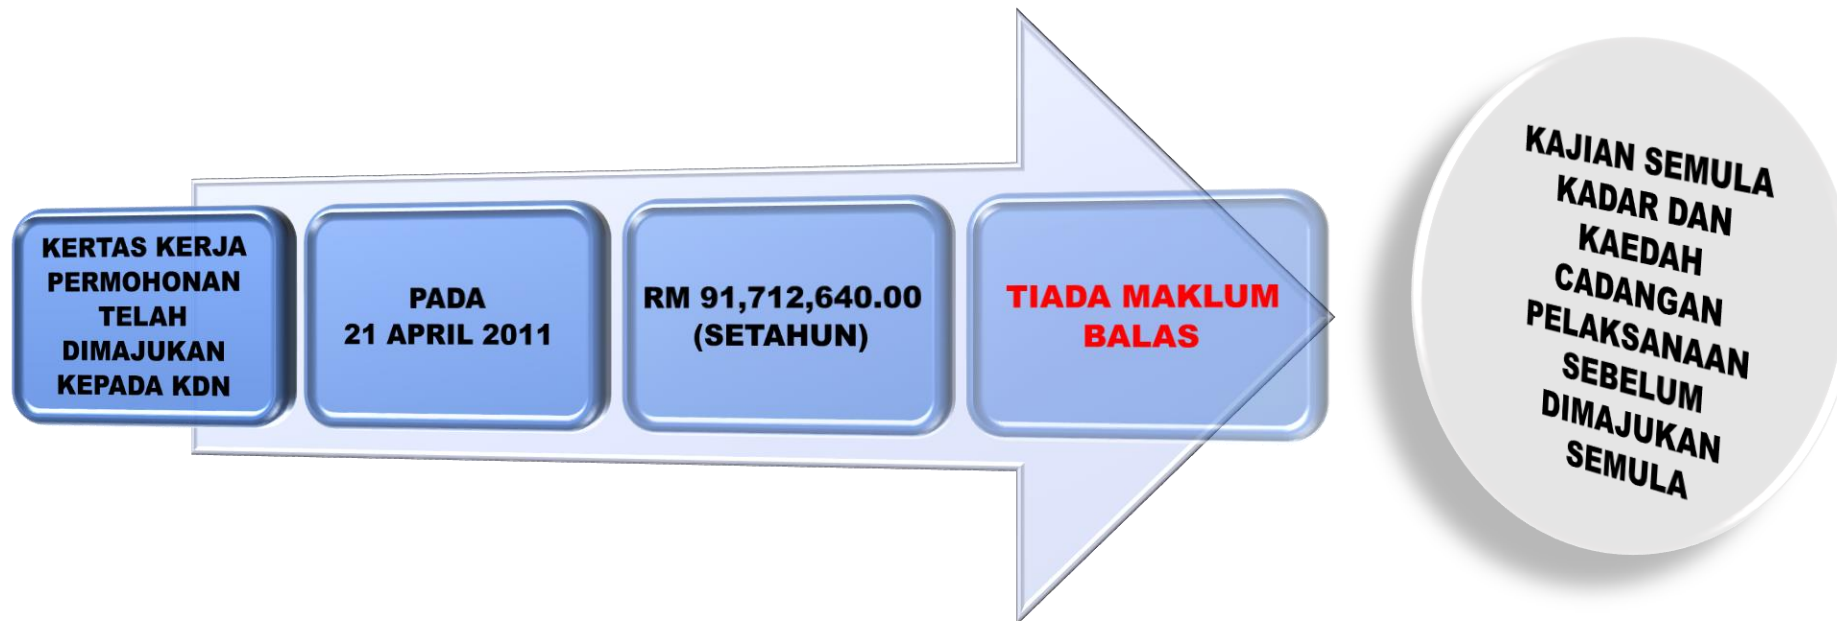 KERTAS KERJA
PERMOHONAN
TELAH
DIMAJUKAN
KEPADA KDN
PADA
21 APRIL 2011
RM 91,712,640.00
(SETAHUN)
TIADA MAKLUM
BALAS
KAJIAN SEMULA
KADAR DAN
KAEDAH
CADANGAN
PELAKSANAAN
SEBELUM
DIMAJUKAN
SEMULA